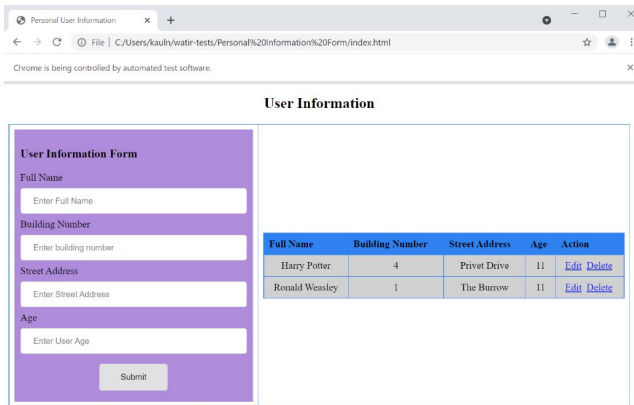 Personal User Information
File | C:/Users/kauln/watir-tests/Personal%20Information%20Form/index.html
Chrome is being controlled by automated test software.
User Information
User Information Form
Full Name
Enter Full Name
Building Number
Enter building number
Street Address
Enter Street Address
Age
Enter User Age
Submit
Full Name Building Number Street Address Age Action
Harry Potter 4 Privet Drive 11 Edit Delete
Ronald Weasley 1 The Burrow 11 Edit Delete